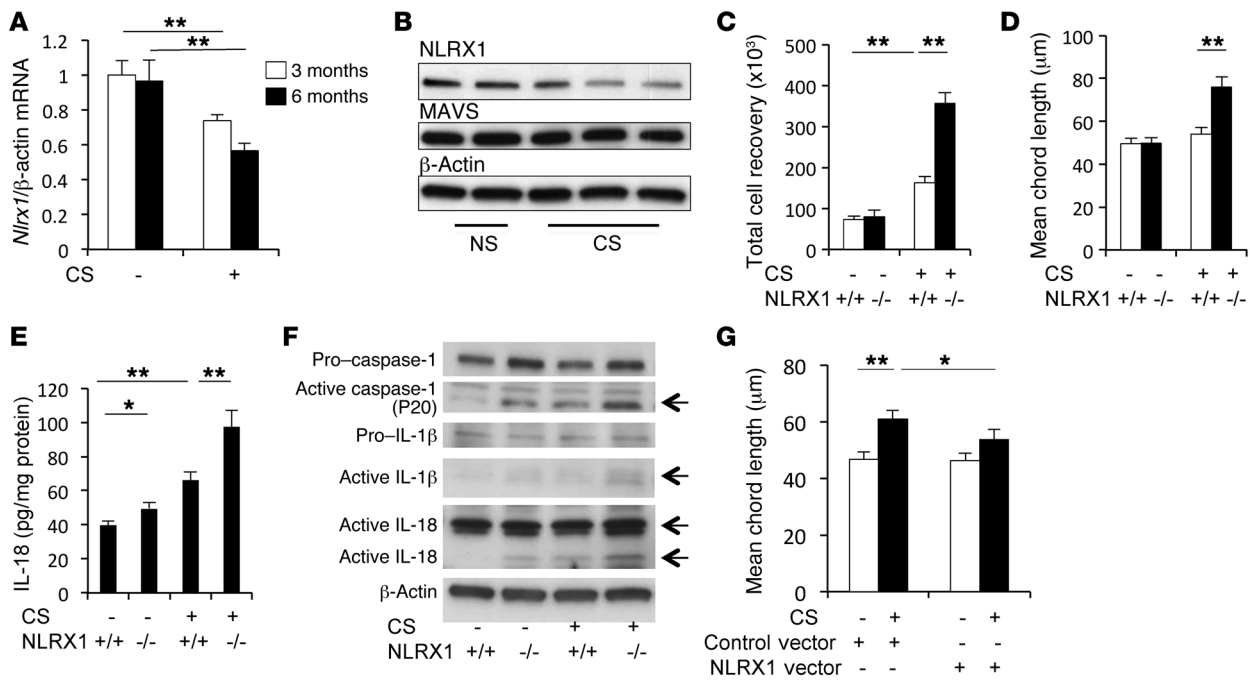 A
** 
**
1.2
1
0.8
0.6
0.4
0.2
0
Nlrx1/β-actin mRNA
3 months
6 months
CS - +
B
NLRX1
MAVS
β-Actin
NS CS
C
** **
500
400
300
200
100
0
Total cell recovery (x10³)
CS - - + +
NLRX1 +/+ -/- +/+ -/-
D
**
100
80
60
40
20
0
Mean chord length (μm)
CS - - + +
NLRX1 +/+ -/- +/+ -/-
E
** **
*
120
100
80
60
40
20
0
IL-18 (pg/mg protein)
CS - - + +
NLRX1 +/+ -/- +/+ -/-
F
Pro–caspase-1
Active caspase-1
(P20)
Pro–IL-1β
Active IL-1β
Active IL-18
Active IL-18
β-Actin
CS - - + +
NLRX1 +/+ -/- +/+ -/-
G
** *
80
60
40
20
0
Mean chord length (μm)
CS - + - +
Control vector + + - -
NLRX1 vector - - + +